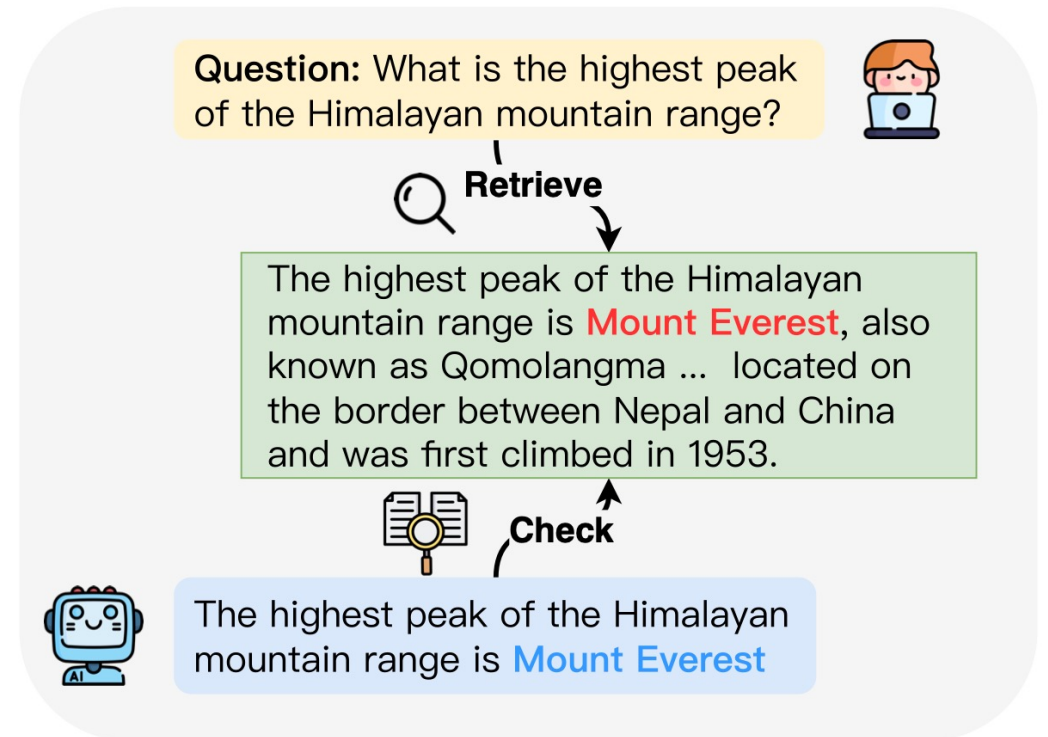 Question: What is the highest peak
of the Himalayan mountain range?
Retrieve
The highest peak of the Himalayan
mountain range is Mount Everest, also
known as Qomolangma ... located on
the border between Nepal and China
and was first climbed in 1953.
Check
The highest peak of the Himalayan
mountain range is Mount Everest
AI